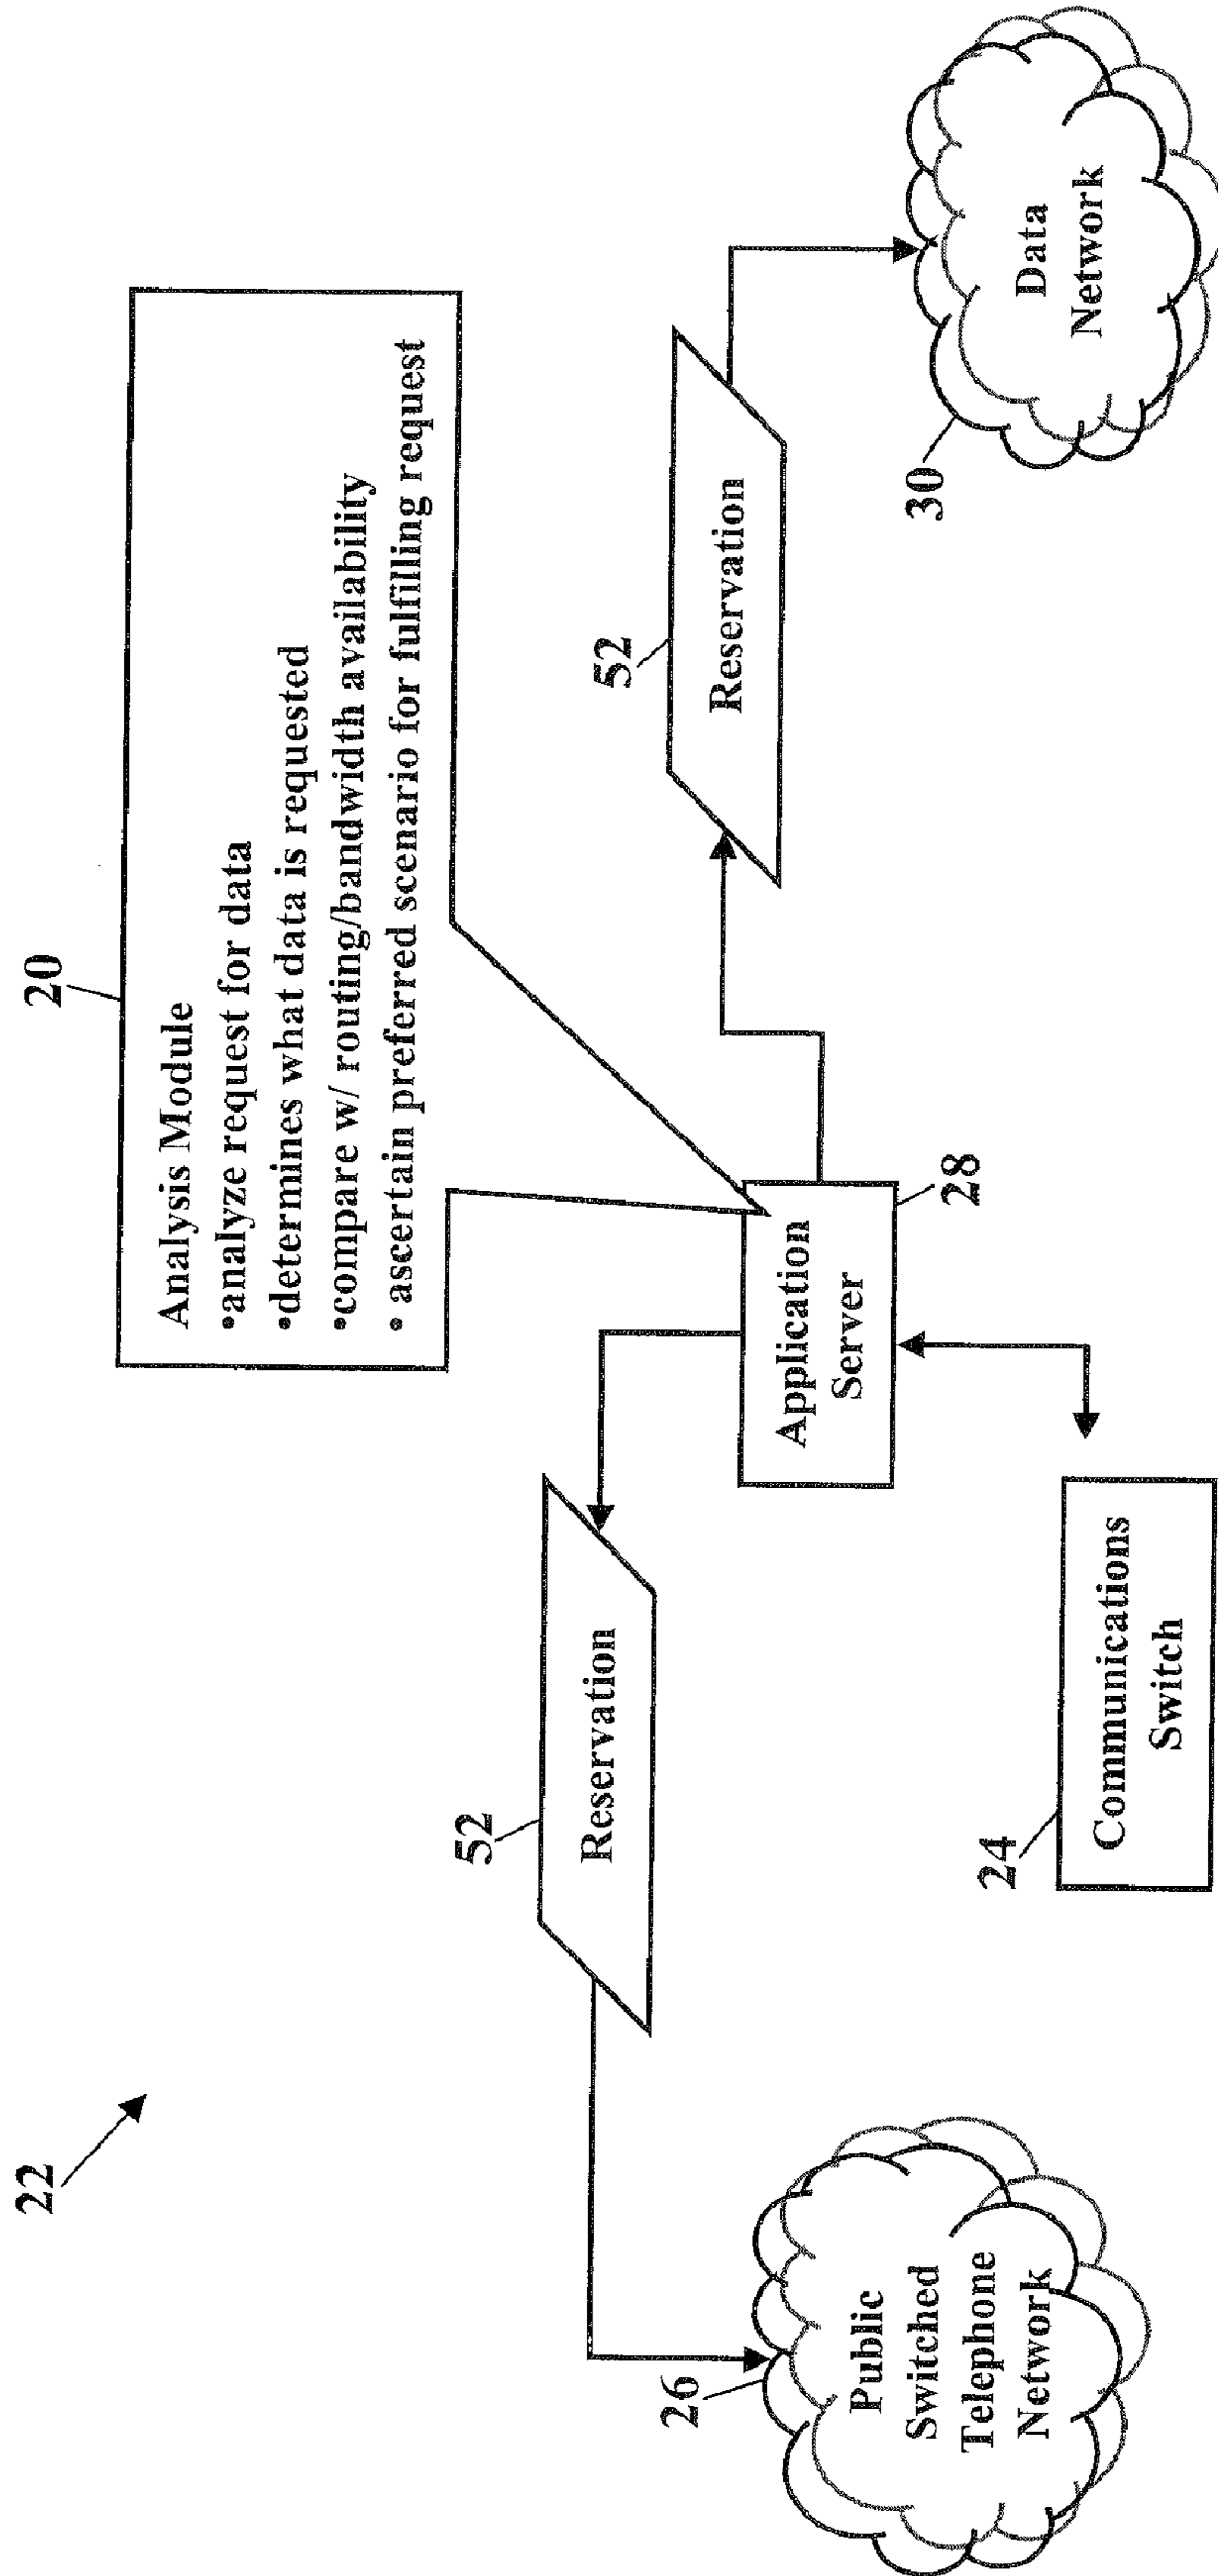 22
20
Analysis Module
•analyze request for data
•determines what data is requested
•compare w/ routing/bandwidth availability
• ascertain preferred scenario for fulfilling request
52
Reservation
52
Reservation
26
Public
Switched
Telephone
Network
Application
Server
28
24
Communications
Switch
30
Data
Network